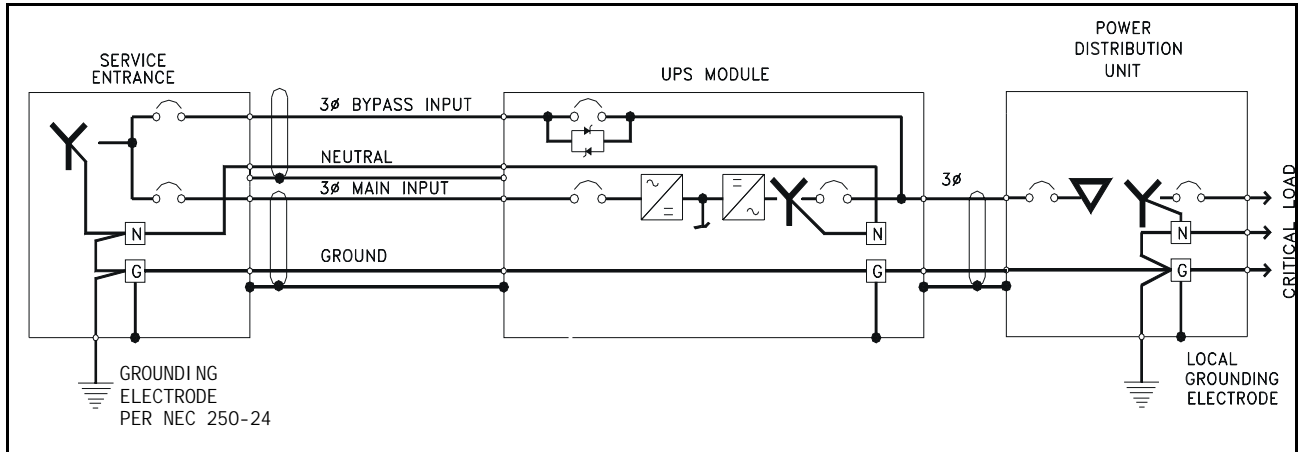 SERVICE
ENTRANCE
UPS MODULE
POWER
DISTRIBUTION
UNIT
3ø BYPASS INPUT
NEUTRAL
3ø MAIN INPUT
3ø
N
N
N
GROUND
G
G
G
CRITICAL LOAD
GROUNDING
ELECTRODE
PER NEC 250-24
LOCAL
GROUNDING
ELECTRODE